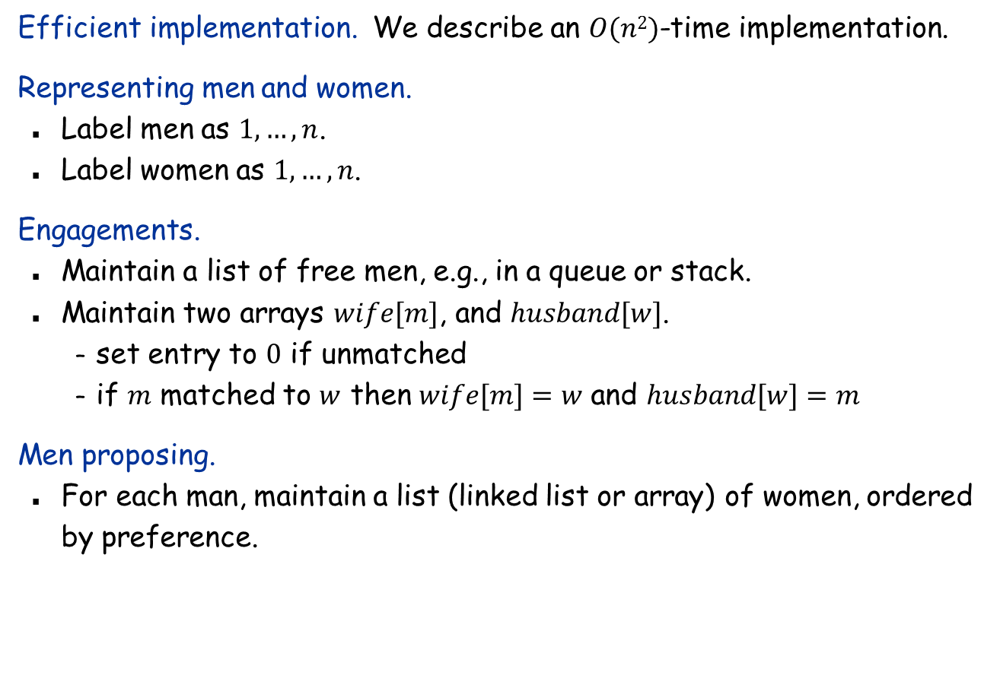 Efficient implementation. We describe an O(n²)-time implementation.
Representing men and women.
▪ Label men as 1, … , n.
▪ Label women as 1, … , n.
Engagements.
▪ Maintain a list of free men, e.g., in a queue or stack.
▪ Maintain two arrays wife[m], and husband[w].
- set entry to 0 if unmatched
- if m matched to w then wife[m] = w and husband[w] = m
Men proposing.
▪ For each man, maintain a list (linked list or array) of women, ordered
by preference.